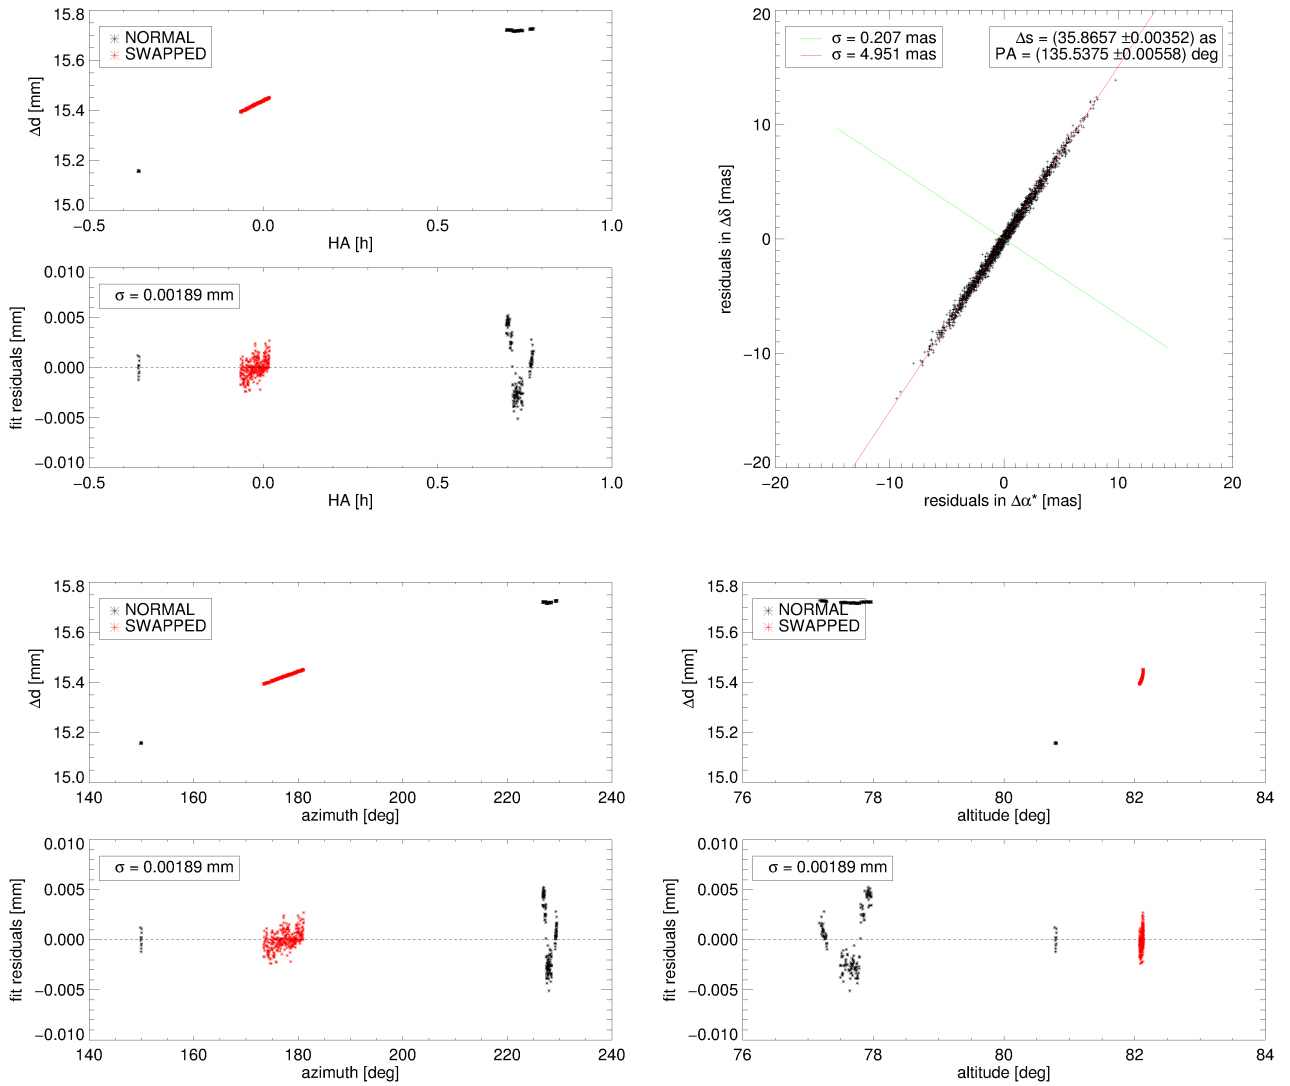 15.8
15.6
15.4
15.2
15.0
Δd [mm]
NORMAL
SWAPPED
−0.5
0.0
0.5
1.0
HA [h]
0.010
0.005
0.000
−0.005
−0.010
fit residuals [mm]
σ = 0.00189 mm
−0.5
0.0
0.5
1.0
HA [h]
20
10
0
−10
−20
residuals in Δδ [mas]
σ = 0.207 mas
σ = 4.951 mas
Δs = (35.8657 ±0.00352) as
PA = (135.5375 ±0.00558) deg
−20
−10
0
10
20
residuals in Δα* [mas]
15.8
15.6
15.4
15.2
15.0
Δd [mm]
NORMAL
SWAPPED
140
160
180
200
220
240
azimuth [deg]
15.8
15.6
15.4
15.2
15.0
Δd [mm]
NORMAL
SWAPPED
76
78
80
82
84
altitude [deg]
0.010
0.005
0.000
−0.005
−0.010
fit residuals [mm]
σ = 0.00189 mm
140
160
180
200
220
240
azimuth [deg]
0.010
0.005
0.000
−0.005
−0.010
fit residuals [mm]
σ = 0.00189 mm
76
78
80
82
84
altitude [deg]